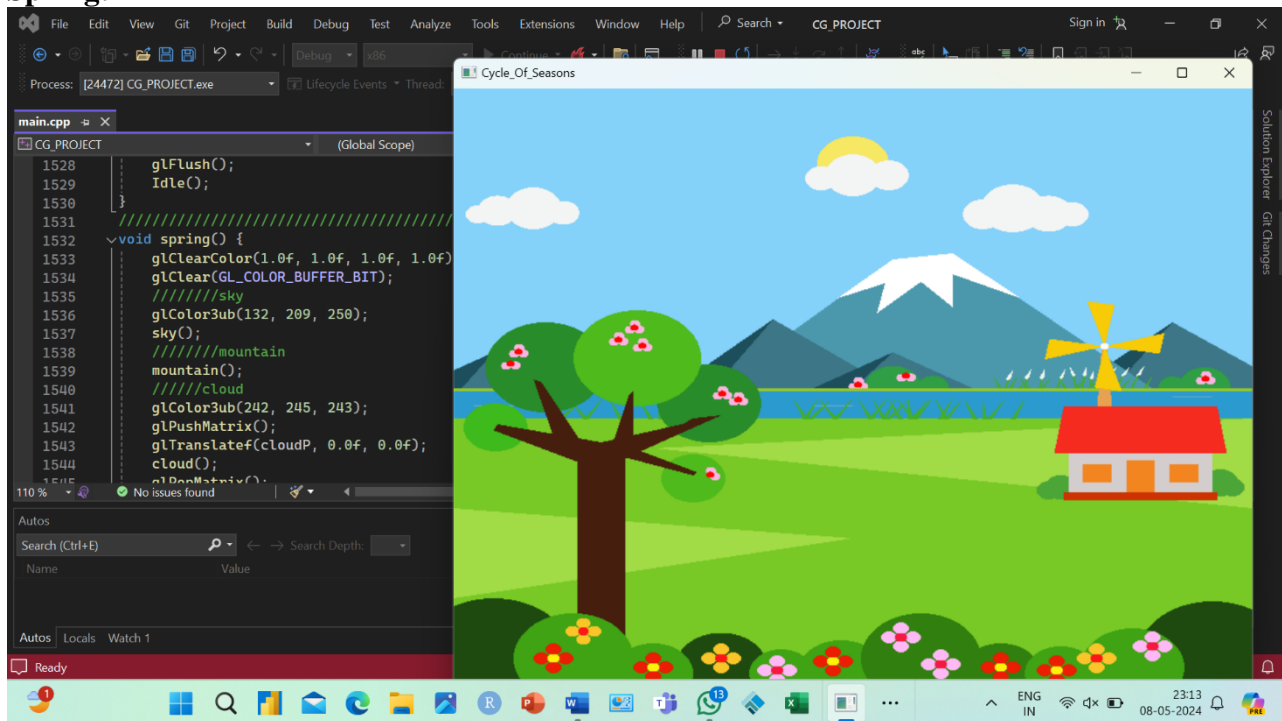 File Edit View Git Project Build Debug Test Analyze Tools Extensions Window Help Search CG_PROJECT Sign in
Debug x86 Continue
Process: [24472] CG_PROJECT.exe Lifecycle Events Thread:
Cycle_Of_Seasons
main.cpp
CG_PROJECT (Global Scope)
1528 glFlush();
1529 Idle();
1530 }
1531 ////////////////////////////////////////
1532 void spring() {
1533 glClearColor(1.0f, 1.0f, 1.0f, 1.0f)
1534 glClear(GL_COLOR_BUFFER_BIT);
1535 ////////sky
1536 glColor3ub(132, 209, 250);
1537 sky();
1538 ////////mountain
1539 mountain();
1540 //////cloud
1541 glColor3ub(242, 245, 243);
1542 glPushMatrix();
1543 glTranslatef(cloudP, 0.0f, 0.0f);
1544 cloud();
1545 glPopMatrix();
110 % No issues found
Autos
Search (Ctrl+E) Search Depth:
Name Value
Autos Locals Watch 1
Ready
Solution Explorer
Git Changes
ENG
IN
23:13
08-05-2024